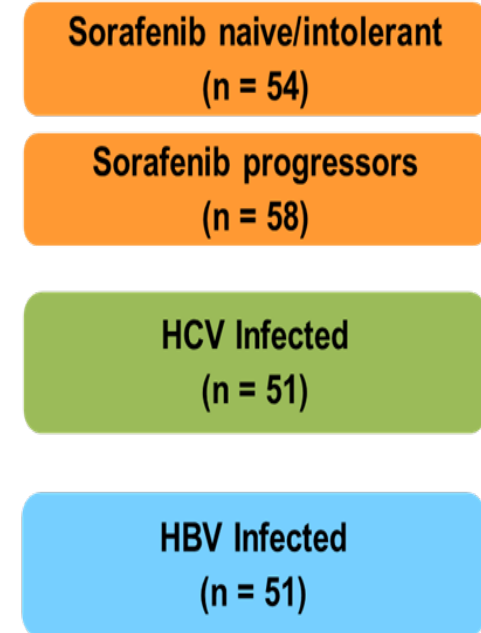 Sorafenib naive/intolerant
(n = 54)
Sorafenib progressors
(n = 58)
HCV Infected
(n = 51)
HBV Infected
(n = 51)